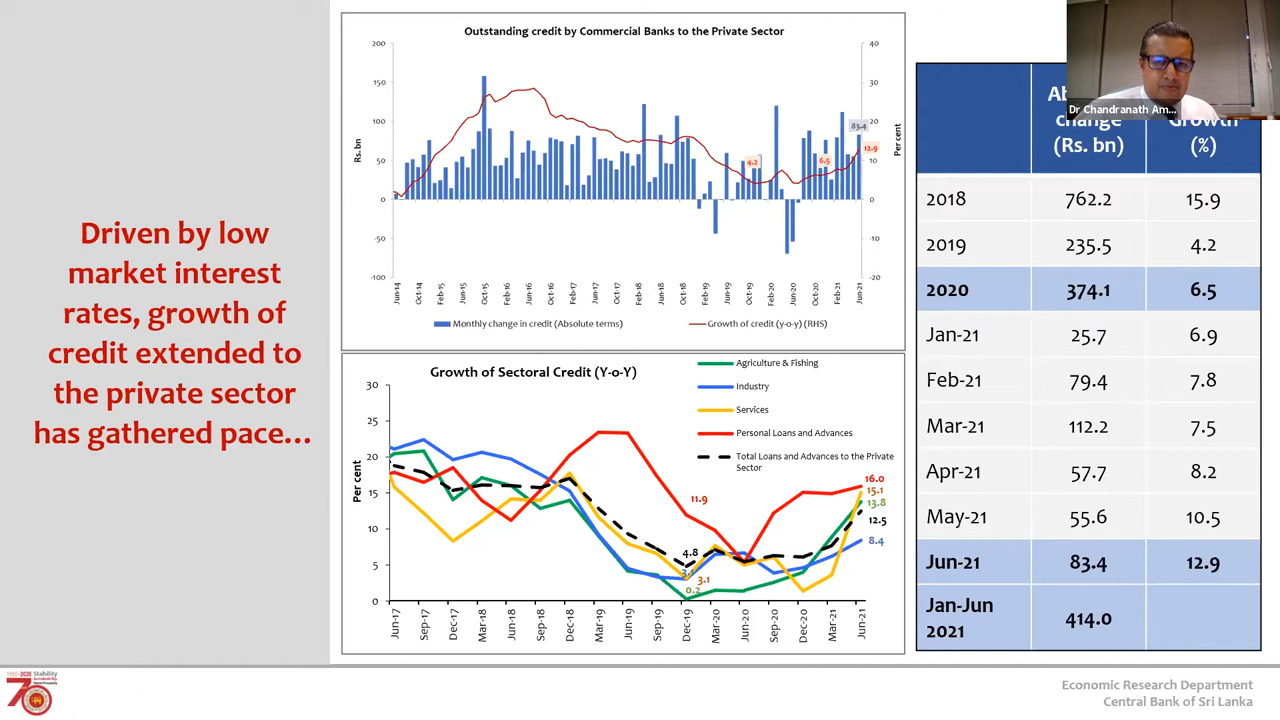 Driven by low
market interest
rates, growth of
credit extended to
the private sector
has gathered pace...
Outstanding credit by Commercial Banks to the Private Sector
200
150
100
50
0
-50
-100
Rs. bn
40
30
20
10
0
-10
-20
Per cent
4.2
6.5
83.4
12.9
Jun-14
Oct-14
Feb-15
Jun-15
Oct-15
Feb-16
Jun-16
Oct-16
Feb-17
Jun-17
Oct-17
Feb-18
Jun-18
Oct-18
Feb-19
Jun-19
Oct-19
Feb-20
Jun-20
Oct-20
Feb-21
Jun-21
Monthly change in credit (Absolute terms)
Growth of credit (y-o-y) (RHS)
Growth of Sectoral Credit (Y-o-Y)
Agriculture & Fishing
Industry
Services
Personal Loans and Advances
Total Loans and Advances to the Private
Sector
30
25
20
15
10
5
0
Per cent
11.9
4.8
3.1
0.2
16.0
15.1
13.8
12.5
8.4
Jun-17
Sep-17
Dec-17
Mar-18
Jun-18
Sep-18
Dec-18
Mar-19
Jun-19
Sep-19
Dec-19
Mar-20
Jun-20
Sep-20
Dec-20
Mar-21
Jun-21
Dr Chandranath Am...
change
(Rs. bn)
Growth
(%)
2018 762.2 15.9
2019 235.5 4.2
2020 374.1 6.5
Jan-21 25.7 6.9
Feb-21 79.4 7.8
Mar-21 112.2 7.5
Apr-21 57.7 8.2
May-21 55.6 10.5
Jun-21 83.4 12.9
Jan-Jun
2021 414.0
70
Stability
Economic Research Department
Central Bank of Sri Lanka